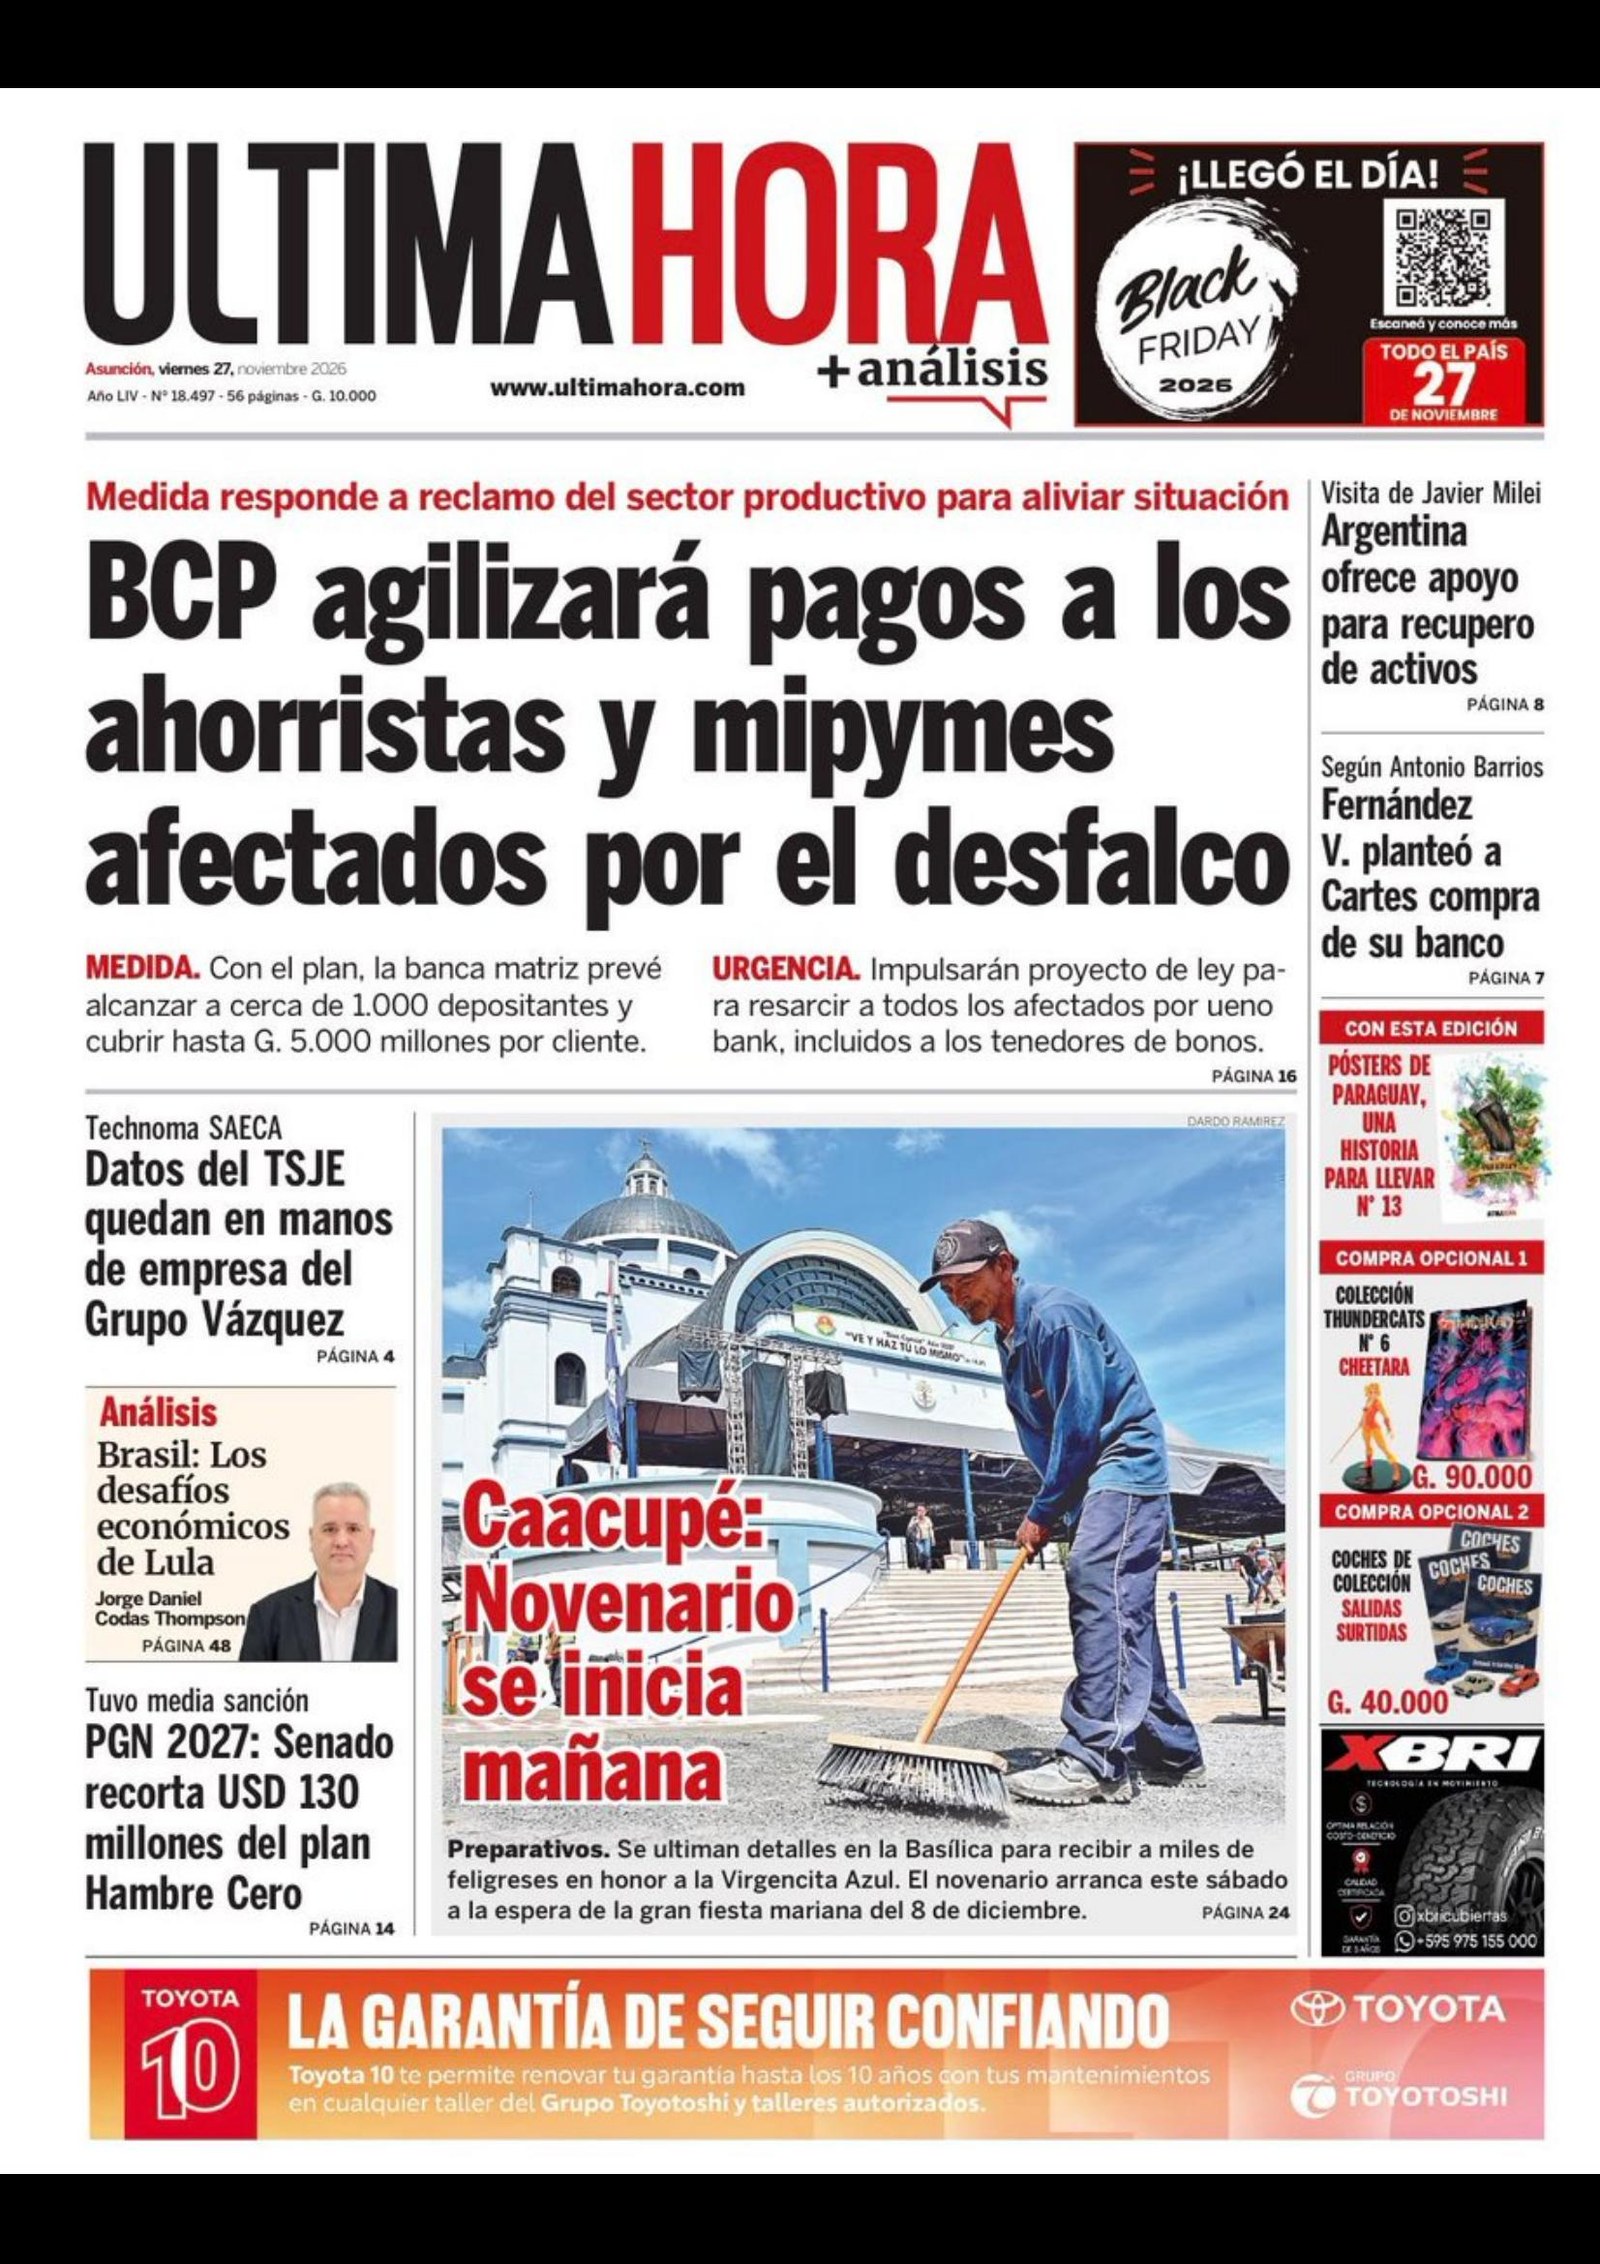 ULTIMA HORA
+análisis
Asunción, viernes 27, noviembre 2026
Año LIV - N° 18.497 - 56 páginas - G. 10.000
www.ultimahora.com
¡LLEGÓ EL DÍA!
Black
FRIDAY
2026
Escaneá y conoce más
TODO EL PAÍS
27
DE NOVIEMBRE
Medida responde a reclamo del sector productivo para aliviar situación
BCP agilizará pagos a los
ahorristas y mipymes
afectados por el desfalco
MEDIDA. Con el plan, la banca matriz prevé
alcanzar a cerca de 1.000 depositantes y
cubrir hasta G. 5.000 millones por cliente.
URGENCIA. Impulsarán proyecto de ley pa-
ra resarcir a todos los afectados por ueno
bank, incluidos a los tenedores de bonos.
PÁGINA 16
Visita de Javier Milei
Argentina
ofrece apoyo
para recupero
de activos
PÁGINA 8
Según Antonio Barrios
Fernández
V. planteó a
Cartes compra
de su banco
PÁGINA 7
CON ESTA EDICIÓN
PÓSTERS DE
PARAGUAY,
UNA
HISTORIA
PARA LLEVAR
N° 13
COMPRA OPCIONAL 1
COLECCIÓN
THUNDERCATS
N° 6
CHEETARA
G. 90.000
COMPRA OPCIONAL 2
COCHES DE
COLECCIÓN
SALIDAS
SURTIDAS
COCHES
COCHES
COCHES
G. 40.000
XBRI
TECNOLOGÍA EN MOVIMIENTO
ÓPTIMA RELACIÓN
COSTO-BENEFICIO
CALIDAD
CERTIFICADA
GARANTÍA
DE 5 AÑOS
xbricubiertas
+595 975 155 000
Technoma SAECA
Datos del TSJE
quedan en manos
de empresa del
Grupo Vázquez
PÁGINA 4
Análisis
Brasil: Los
desafíos
económicos
de Lula
Jorge Daniel
Codas Thompson
PÁGINA 48
Tuvo media sanción
PGN 2027: Senado
recorta USD 130
millones del plan
Hambre Cero
PÁGINA 14
DARDO RAMIREZ
"VE Y HAZ TÚ LO MISMO"
Caacupé:
Novenario
se inicia
mañana
Preparativos. Se ultiman detalles en la Basílica para recibir a miles de
feligreses en honor a la Virgencita Azul. El novenario arranca este sábado
a la espera de la gran fiesta mariana del 8 de diciembre.
PÁGINA 24
TOYOTA
10
LA GARANTÍA DE SEGUIR CONFIANDO
Toyota 10 te permite renovar tu garantía hasta los 10 años con tus mantenimientos
en cualquier taller del Grupo Toyotoshi y talleres autorizados.
TOYOTA
GRUPO
TOYOTOSHI